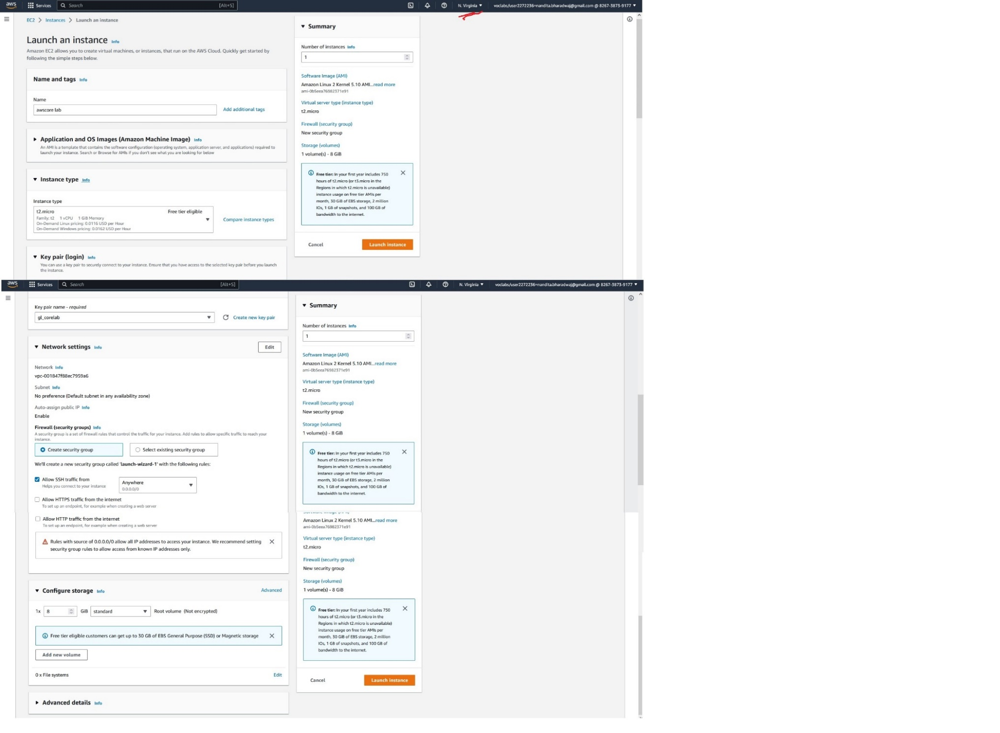 aws Services Search [Alt+S] N. Virginia ▼ voclabs/user2272236=nandita.bharadwaj@gmail.com @ 8267-3873-9177 ▼
EC2 > Instances > Launch an instance
Launch an instance Info
Amazon EC2 allows you to create virtual machines, or instances, that run on the AWS Cloud. Quickly get started by
following the simple steps below.
Name and tags Info
Name
awscore lab
Add additional tags
Application and OS Images (Amazon Machine Image) Info
An AMI is a template that contains the software configuration (operating system, application server, and applications) required to
launch your instance. Search or Browse for AMIs if you don't see what you are looking for below
Instance type Info
Instance type
t2.micro Free tier eligible
Family: t2 1 vCPU 1 GiB Memory
On-Demand Linux pricing: 0.0116 USD per Hour
On-Demand Windows pricing: 0.0162 USD per Hour
Compare instance types
Key pair (login) Info
You can use a key pair to securely connect to your instance. Ensure that you have access to the selected key pair before you launch
the instance.
Summary
Number of instances Info
1
Software Image (AMI)
Amazon Linux 2 Kernel 5.10 AMI...read more
ami-0b5eea76982371e91
Virtual server type (instance type)
t2.micro
Firewall (security group)
New security group
Storage (volumes)
1 volume(s) - 8 GiB
Free tier: In your first year includes 750
hours of t2.micro (or t3.micro in the
Regions in which t2.micro is unavailable)
instance usage on free tier AMIs per
month, 30 GiB of EBS storage, 2 million
IOs, 1 GB of snapshots, and 100 GB of
bandwidth to the internet.
Cancel Launch instance
aws Services Search [Alt+S] N. Virginia ▼ voclabs/user2272236=nandita.bharadwaj@gmail.com @ 8267-3873-9177 ▼
Key pair name - required
gl_corelab
Create new key pair
Network settings Info Edit
Network Info
vpc-001847f88ec7959a6
Subnet Info
No preference (Default subnet in any availability zone)
Auto-assign public IP Info
Enable
Firewall (security groups) Info
A security group is a set of firewall rules that control the traffic for your instance. Add rules to allow specific traffic to reach your
instance.
Create security group Select existing security group
We'll create a new security group called 'launch-wizard-1' with the following rules:
Allow SSH traffic from
Helps you connect to your instance
Anywhere
0.0.0.0/0
Allow HTTPS traffic from the internet
To set up an endpoint, for example when creating a web server
Allow HTTP traffic from the internet
To set up an endpoint, for example when creating a web server
Rules with source of 0.0.0.0/0 allow all IP addresses to access your instance. We recommend setting
security group rules to allow access from known IP addresses only.
Configure storage Info Advanced
1x 8 GiB standard Root volume (Not encrypted)
Free tier eligible customers can get up to 30 GB of EBS General Purpose (SSD) or Magnetic storage
Add new volume
0 x File systems Edit
Advanced details Info
Summary
Number of instances Info
1
Software Image (AMI)
Amazon Linux 2 Kernel 5.10 AMI...read more
ami-0b5eea76982371e91
Virtual server type (instance type)
t2.micro
Firewall (security group)
New security group
Storage (volumes)
1 volume(s) - 8 GiB
Free tier: In your first year includes 750
hours of t2.micro (or t3.micro in the
Regions in which t2.micro is unavailable)
instance usage on free tier AMIs per
month, 30 GiB of EBS storage, 2 million
IOs, 1 GB of snapshots, and 100 GB of
bandwidth to the internet.
Amazon Linux 2 Kernel 5.10 AMI...read more
ami-0b5eea76982371e91
Virtual server type (instance type)
t2.micro
Firewall (security group)
New security group
Storage (volumes)
1 volume(s) - 8 GiB
Free tier: In your first year includes 750
hours of t2.micro (or t3.micro in the
Regions in which t2.micro is unavailable)
instance usage on free tier AMIs per
month, 30 GiB of EBS storage, 2 million
IOs, 1 GB of snapshots, and 100 GB of
bandwidth to the internet.
Cancel Launch instance